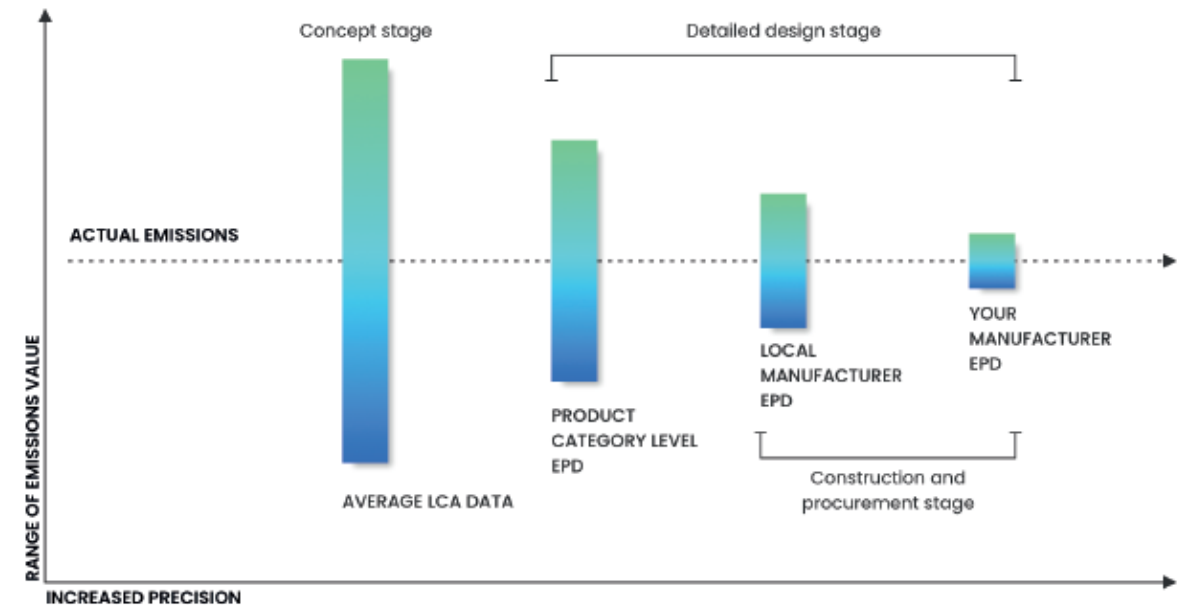 Concept stage
Detailed design stage
ACTUAL EMISSIONS
YOUR
MANUFACTURER
EPD
LOCAL
MANUFACTURER
EPD
PRODUCT
CATEGORY LEVEL
EPD
AVERAGE LCA DATA
Construction and
procurement stage
RANGE OF EMISSIONS VALUE
INCREASED PRECISION